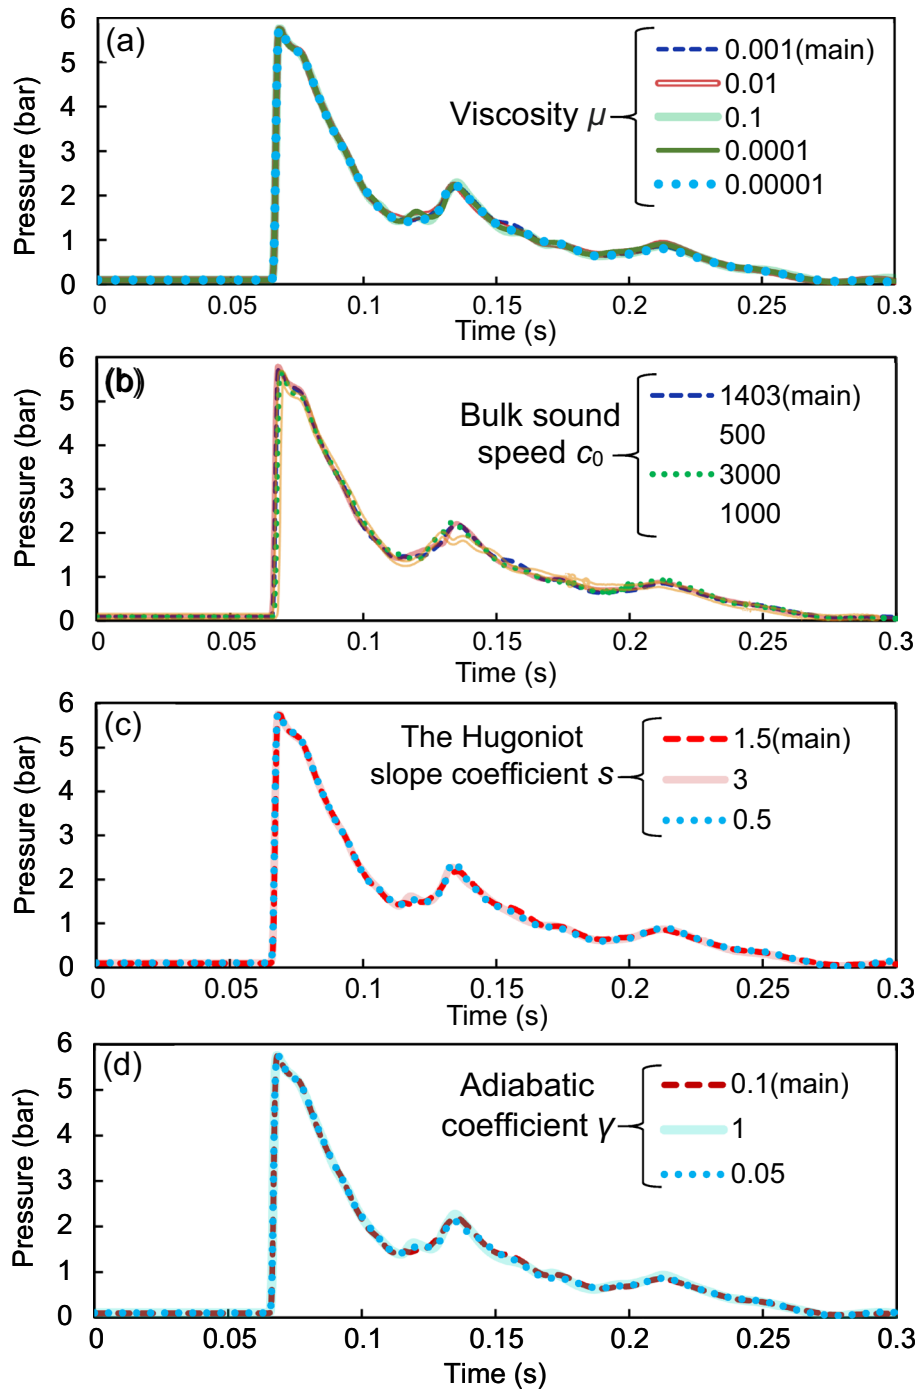 (a)
6
5
4
3
2
1
0
Pressure (bar)
Viscosity μ
0.001(main)
0.01
0.1
0.0001
0.00001
0 0.05 0.1 0.15 0.2 0.25 0.3
Time (s)
(b)
6
5
4
3
2
1
0
Pressure (bar)
Bulk sound
speed c0
1403(main)
500
3000
1000
0 0.05 0.1 0.15 0.2 0.25 0.3
Time (s)
(c)
6
5
4
3
2
1
0
Pressure (bar)
The Hugoniot
slope coefficient s
1.5(main)
3
0.5
0 0.05 0.1 0.15 0.2 0.25 0.3
Time (s)
(d)
6
5
4
3
2
1
0
Pressure (bar)
Adiabatic
coefficient γ
0.1(main)
1
0.05
0 0.05 0.1 0.15 0.2 0.25 0.3
Time (s)